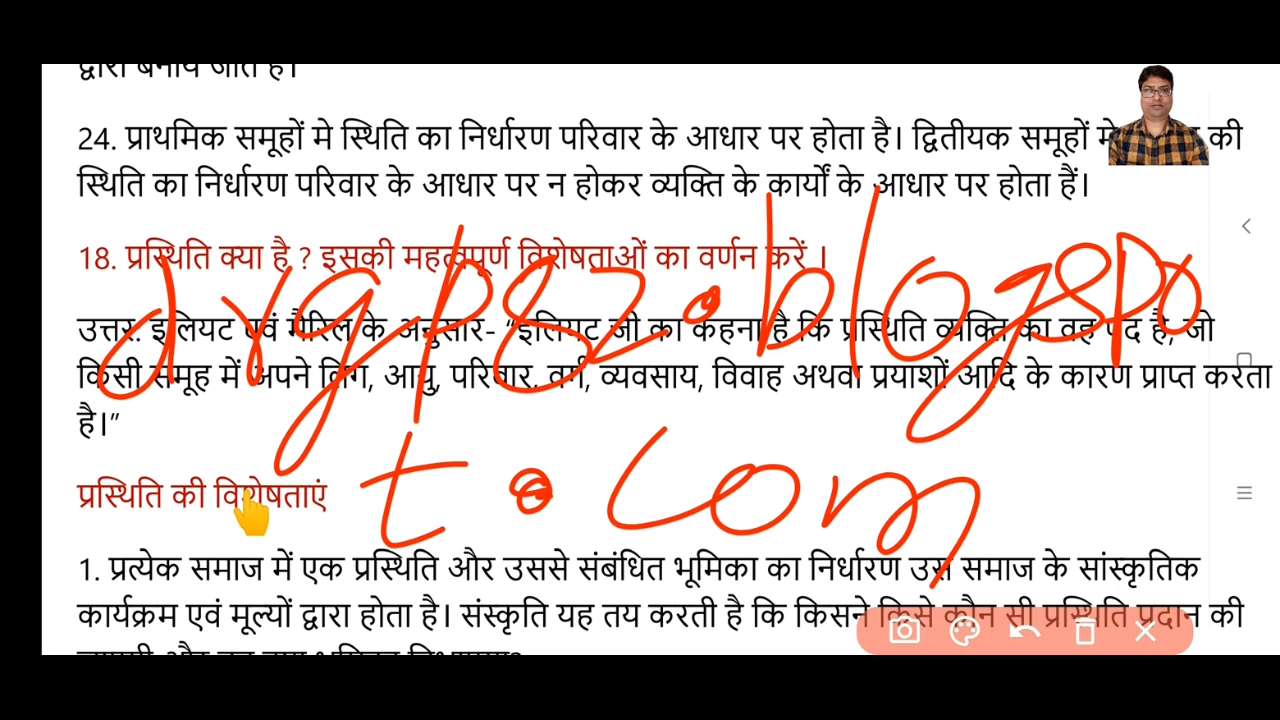 द्वारा बनाये जाते है।
24. प्राथमिक समूहों मे स्थिति का निर्धारण परिवार के आधार पर होता है। द्वितीयक समूहों मे की
स्थिति का निर्धारण परिवार के आधार पर न होकर व्यक्ति के कार्यों के आधार पर होता हैं।
18. प्रस्थिति क्या है ? इसकी महत्वपूर्ण विशेषताओं का वर्णन करें ।
drgpsz.blogspo
उत्तर. इलियट एवं मैरिल के अनुसार- “इलियट जी का कहना है कि प्रस्थिति व्यक्ति का वह पद है, जो
किसी समूह में अपने लिंग, आयु, परिवार, वर्ग, व्यवसाय, विवाह अथवा प्रयाशों आदि के कारण प्राप्त करता
है।”
t.com
प्रस्थिति की विशेषताएं
1. प्रत्येक समाज में एक प्रस्थिति और उससे संबंधित भूमिका का निर्धारण उस समाज के सांस्कृतिक
कार्यक्रम एवं मूल्यों द्वारा होता है। संस्कृति यह तय करती है कि किसने किसे कौन सी प्रस्थिति प्रदान की